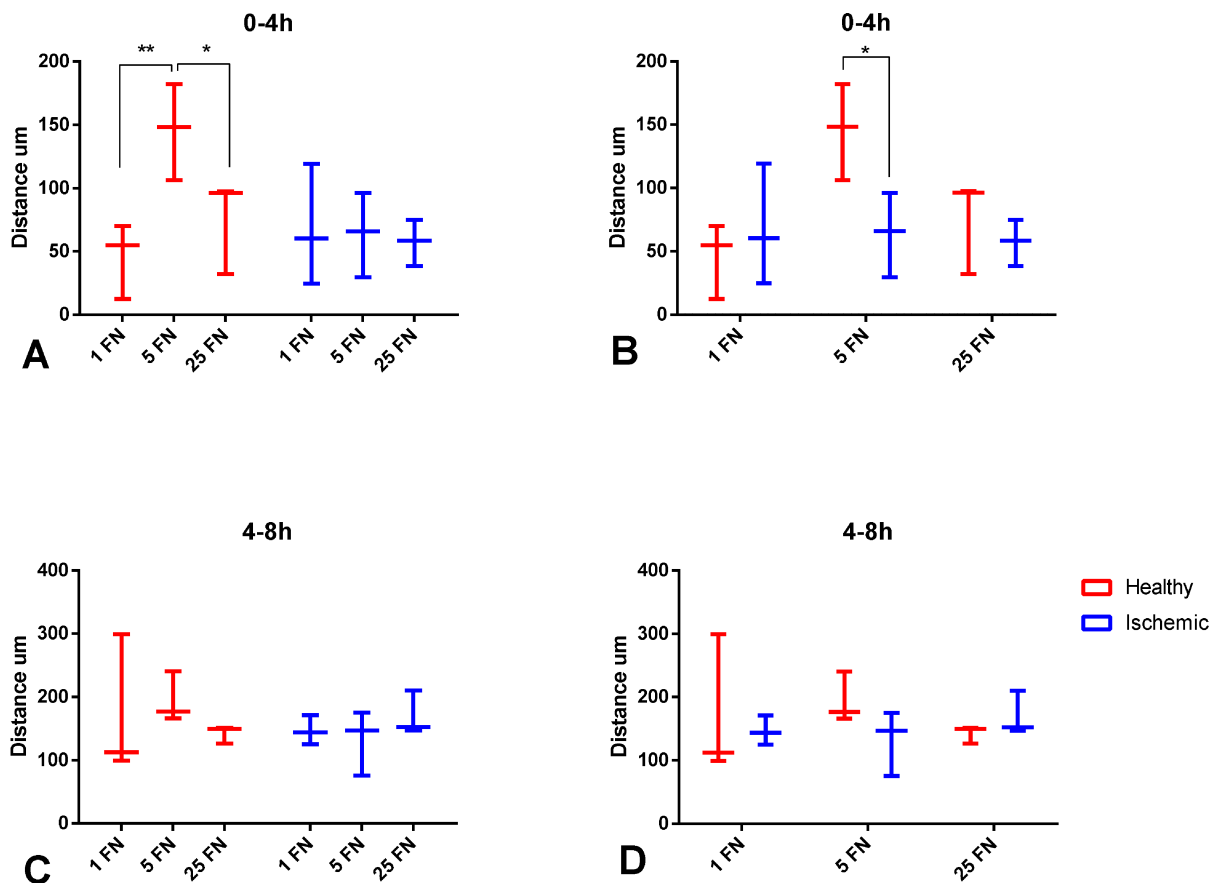 0-4h
** *
200
150
100
50
0
Distance um
1 FN 5 FN 25 FN 1 FN 5 FN 25 FN
A
0-4h
*
200
150
100
50
0
Distance um
1 FN 5 FN 25 FN
B
4-8h
400
300
200
100
0
Distance um
1 FN 5 FN 25 FN 1 FN 5 FN 25 FN
C
4-8h
400
300
200
100
0
Distance um
1 FN 5 FN 25 FN
D
Healthy
Ischemic